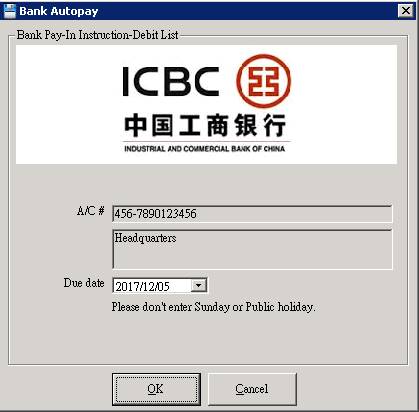 Bank Autopay
Bank Pay-In Instruction-Debit List
ICBC
中国工商银行
INDUSTRIAL AND COMMERCIAL BANK OF CHINA
A/C # 456-7890123456
Headquarters
Due date 2017/12/05
Please don't enter Sunday or Public holiday.
OK Cancel